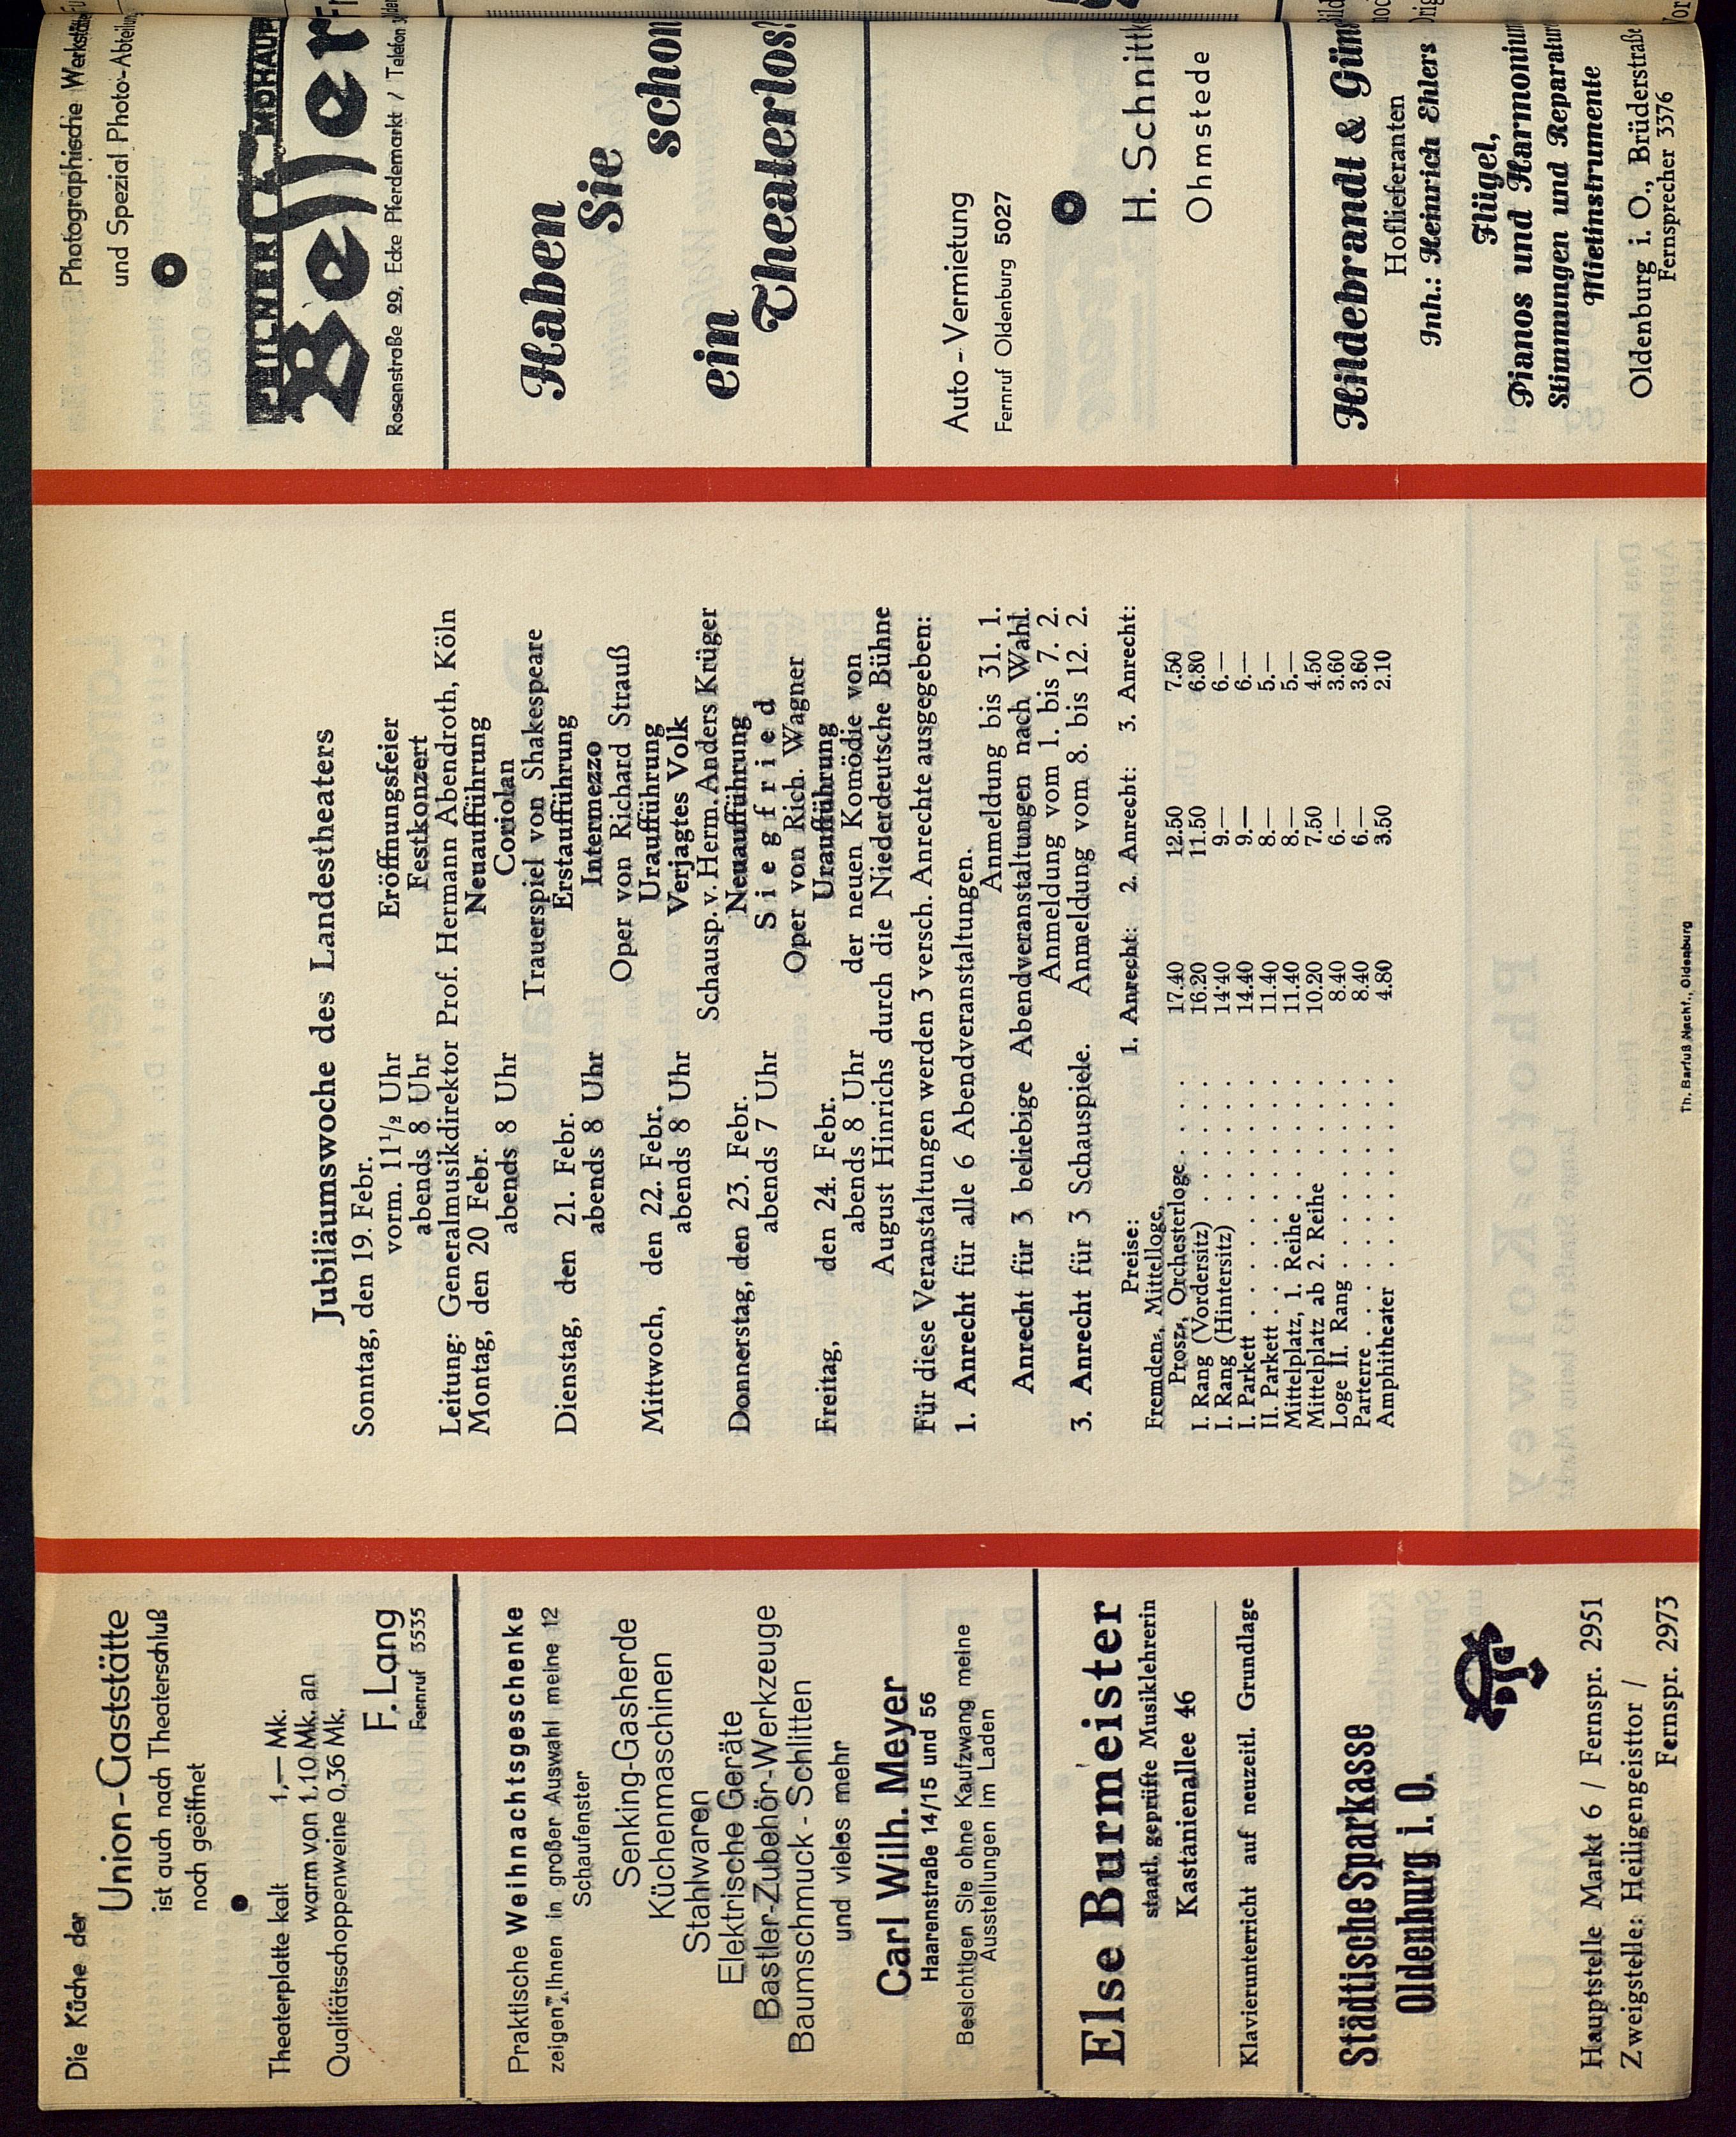 Die Küche der
Union-Gaststätte
ist auch nach Theaterschluß
noch geöffnet
Theaterplatte kalt 1,— Mk.
warm von 1,10 Mk. an
Qualitätsschoppenweine 0,36 Mk.
F. Lang
Fernruf 3535
Praktische Weihnachtsgeschenke
zeigen Ihnen in großer Auswahl meine 12
Schaufenster
Senking-Gasherde
Küchenmaschinen
Stahlwaren
Elektrische Geräte
Bastler-Zubehör-Werkzeuge
Baumschmuck - Schlitten
und vieles mehr
Carl Wilh. Meyer
Haarenstraße 14/15 und 56
Besichtigen Sie ohne Kaufzwang meine
Ausstellungen im Laden
Else Burmeister
staatl. geprüfte Musiklehrerin
Kastanienallee 46
Klavierunterricht auf neuzeitl. Grundlage
Städtische Sparkasse
Oldenburg i. O.
Hauptstelle Markt 6 / Fernspr. 2951
Zweigstelle: Heiligengeisttor /
Fernspr. 2973
Jubiläumswoche des Landestheaters
Sonntag, den 19. Febr.
vorm. 11½ Uhr Eröffnungsfeier
abends 8 Uhr Festkonzert
Leitung: Generalmusikdirektor Prof. Hermann Abendroth, Köln
Montag, den 20 Febr. Neuaufführung
abends 8 Uhr Coriolan
Trauerspiel von Shakespeare
Dienstag, den 21. Febr. Erstaufführung
abends 8 Uhr Intermezzo
Oper von Richard Strauß
Mittwoch, den 22. Febr. Uraufführung
abends 8 Uhr Verjagtes Volk
Schausp. v. Herm. Anders Krüger
Donnerstag, den 23. Febr. Neuaufführung
abends 7 Uhr Siegfried
Oper von Rich. Wagner
Freitag, den 24. Febr. Uraufführung
abends 8 Uhr der neuen Komödie von
August Hinrichs durch die Niederdeutsche Bühne
Für diese Veranstaltungen werden 3 versch. Anrechte ausgegeben:
1. Anrecht für alle 6 Abendveranstaltungen.
Anmeldung bis 31. 1.
Anrecht für 3 beliebige Abendveranstaltungen nach Wahl.
Anmeldung vom 1. bis 7. 2.
3. Anrecht für 3 Schauspiele. Anmeldung vom 8. bis 12. 2.
Preise: 1. Anrecht: 2. Anrecht: 3. Anrecht:
Fremden-, Mittelloge,
Prosz., Orchesterloge . . . . 17.40 12.50 7.50
I. Rang (Vordersitz) . . . . . 16.20 11.50 6.80
I. Rang (Hintersitz) . . . . . 14·40 9.— 6.—
I. Parkett . . . . . . . . . 14.40 9.— 6.—
II. Parkett . . . . . . . . . 11.40 8.— 5.—
Mittelplatz, 1. Reihe . . . . . 11.40 8.— 5.—
Mittelplatz ab 2. Reihe . . . . 10.20 7.50 4.50
Loge II. Rang . . . . . . . . 8.40 6.— 3.60
Parterre . . . . . . . . . . 8.40 6.— 3.60
Amphitheater . . . . . . . . 4.80 3.50 2.10
Th. Barfuß Nachf., Oldenburg
Photographische
und Spezial Photo-Abteilung
MOHAUP
Rosenstraße 29, Ecke Pferdemarkt / Telefon
Haben
Sie
schon
ein
Theaterlos?
Auto - Vermietung
Fernruf Oldenburg 5027
H.
Ohmstede
Hildebrandt &
Hoflieferanten
Inh.: Heinrich Ehlers
Flügel,
Pianos und
Stimmungen und
Mietinstrumente
Oldenburg i. O., Brüderstraße
Fernsprecher 3376